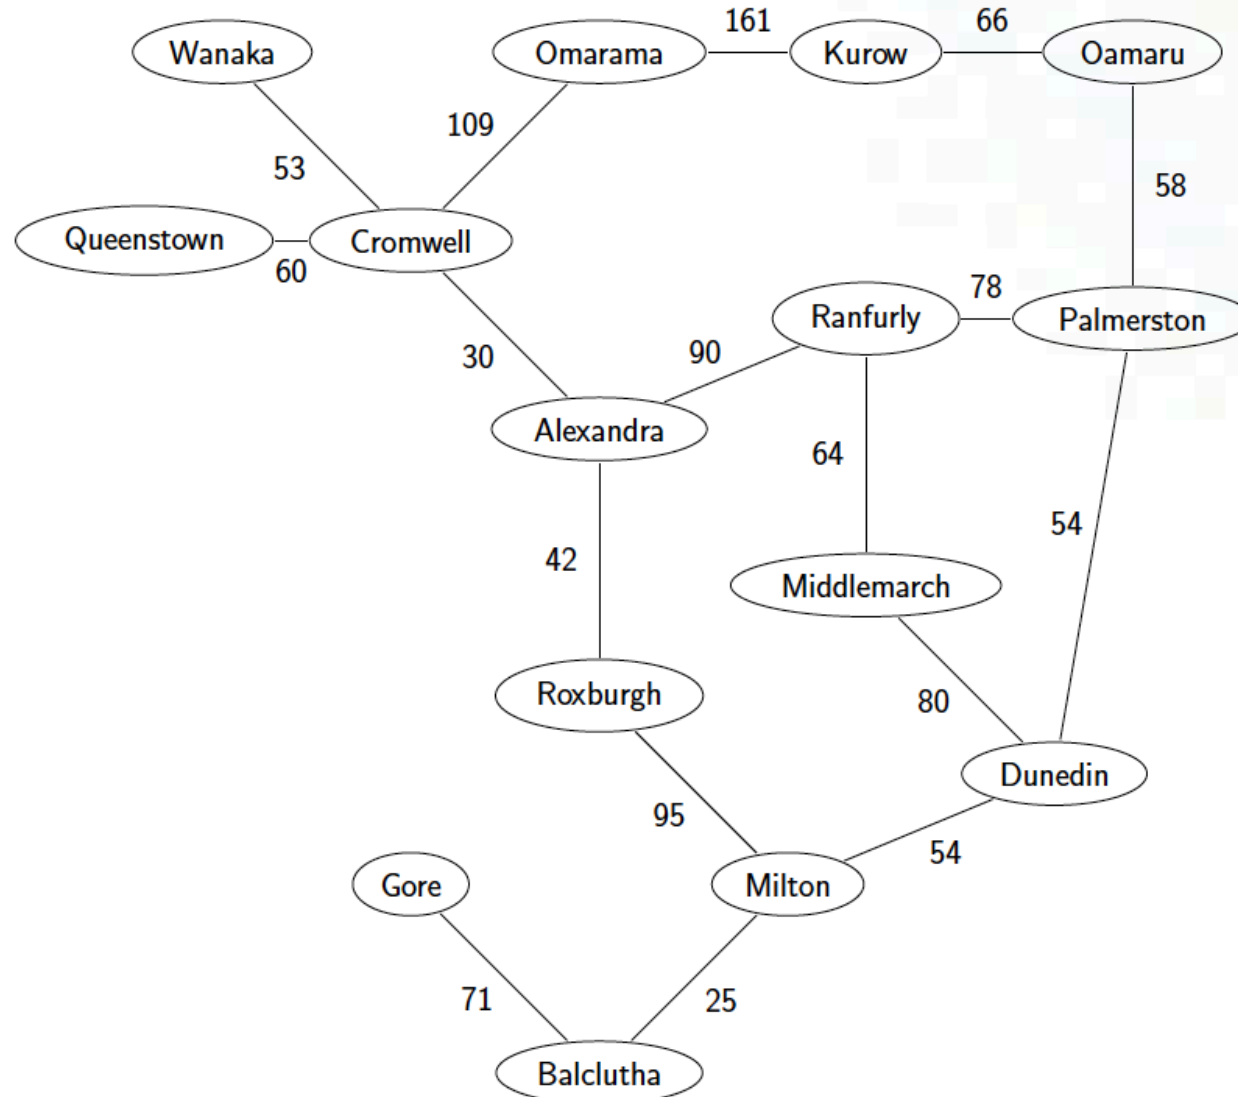 161 66
Wanaka Omarama Kurow Oamaru
109
53 58
Queenstown Cromwell
60
78
Ranfurly Palmerston
30 90
Alexandra
64
54
42
Middlemarch
Roxburgh
80
Dunedin
95
54
Gore Milton
71 25
Balclutha